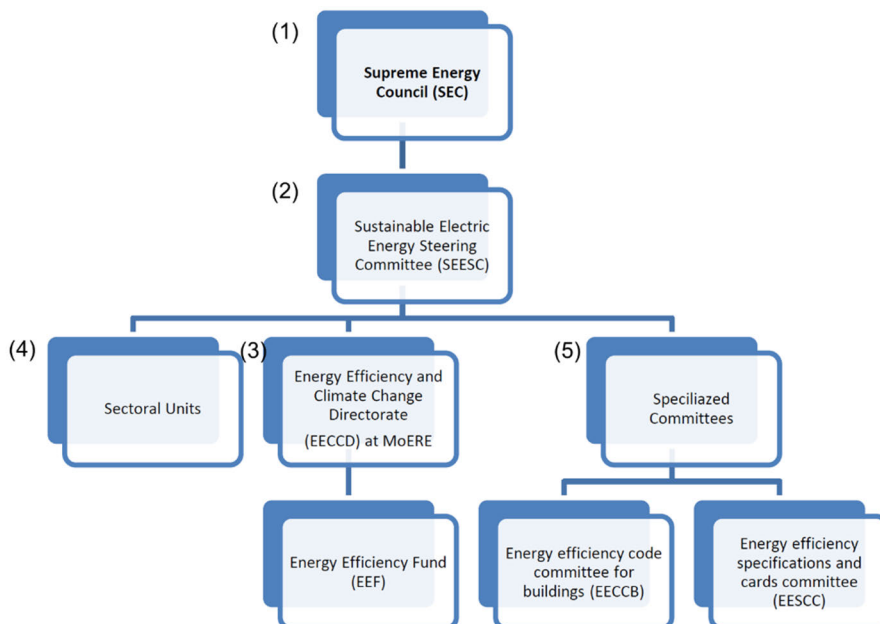 (1)
Supreme Energy
Council (SEC)
(2)
Sustainable Electric
Energy Steering
Committee (SEESC)
(4)
Sectoral Units
(3)
Energy Efficiency and
Climate Change
Directorate
(EECCD) at MoERE
(5)
Speciliazed
Committees
Energy Efficiency Fund
(EEF)
Energy efficiency code
committee for
buildings (EECCB)
Energy efficiency
specifications and
cards committee
(EESCC)